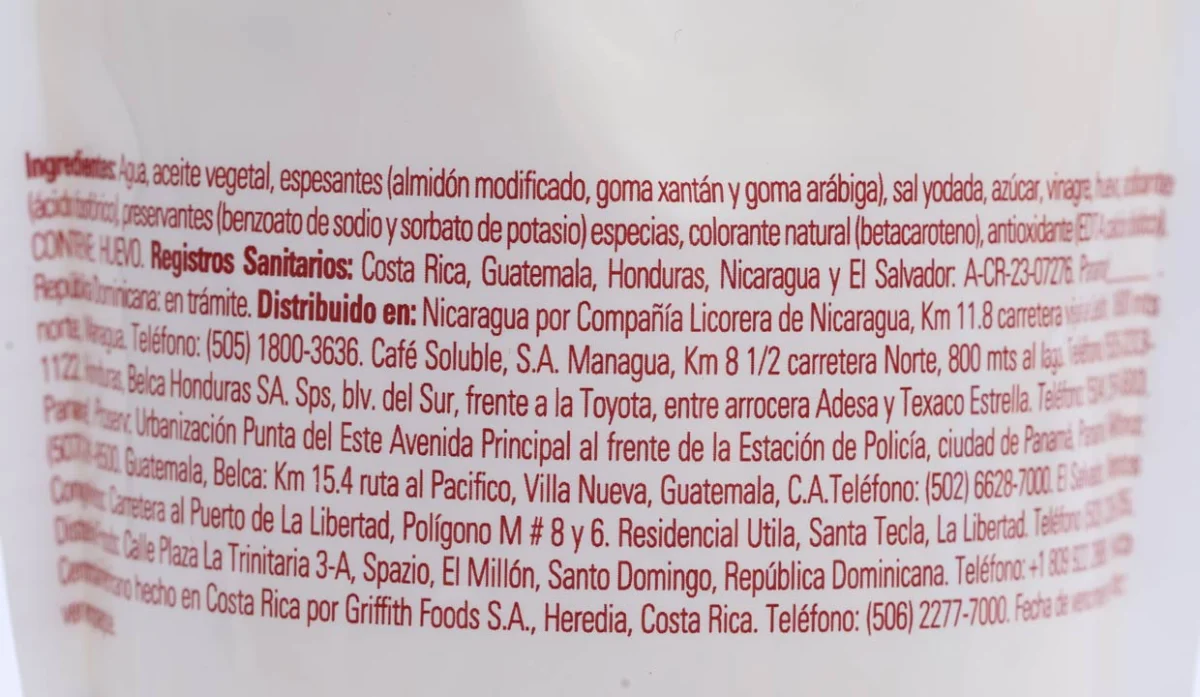 Ingredientes: Agua, aceite vegetal, espesantes (almidón modificado, goma xantán y goma arábiga), sal yodada, azúcar, vinagre, huevo,
preservantes (benzoato de sodio y sorbato de potasio) especias, colorante natural (betacaroteno), antioxidante
CONTIENE HUEVO. Registros Sanitarios: Costa Rica, Guatemala, Honduras, Nicaragua y El Salvador: A-CR-23-07276. Panamá
República Dominicana: en trámite. Distribuido en: Nicaragua por Compañía Licorera de Nicaragua, Km 11.8 carretera
norte, Teléfono: (505) 1800-3636. Café Soluble, S.A. Managua, Km 8 1/2 carretera Norte, 800 mts al lago.
1122 Belca Honduras SA. Sps, blv. del Sur, frente a la Toyota, entre arrocera Adesa y Texaco Estrella. Teléfono:
Urbanización Punta del Este Avenida Principal al frente de la Estación de Policía, ciudad de Panamá,
Guatemala, Belca: Km 15.4 ruta al Pacifico, Villa Nueva, Guatemala, C.A.Teléfono: (502) 6628-7000. El Salvador,
Carretera al Puerto de La Libertad, Polígono M # 8 y 6. Residencial Utila, Santa Tecla, La Libertad. Teléfono
Calle Plaza La Trinitaria 3-A, Spazio, El Millón, Santo Domingo, República Dominicana. Teléfono: +1 809
hecho en Costa Rica por Griffith Foods S.A., Heredia, Costa Rica. Teléfono: (506) 2277-7000. Fecha de